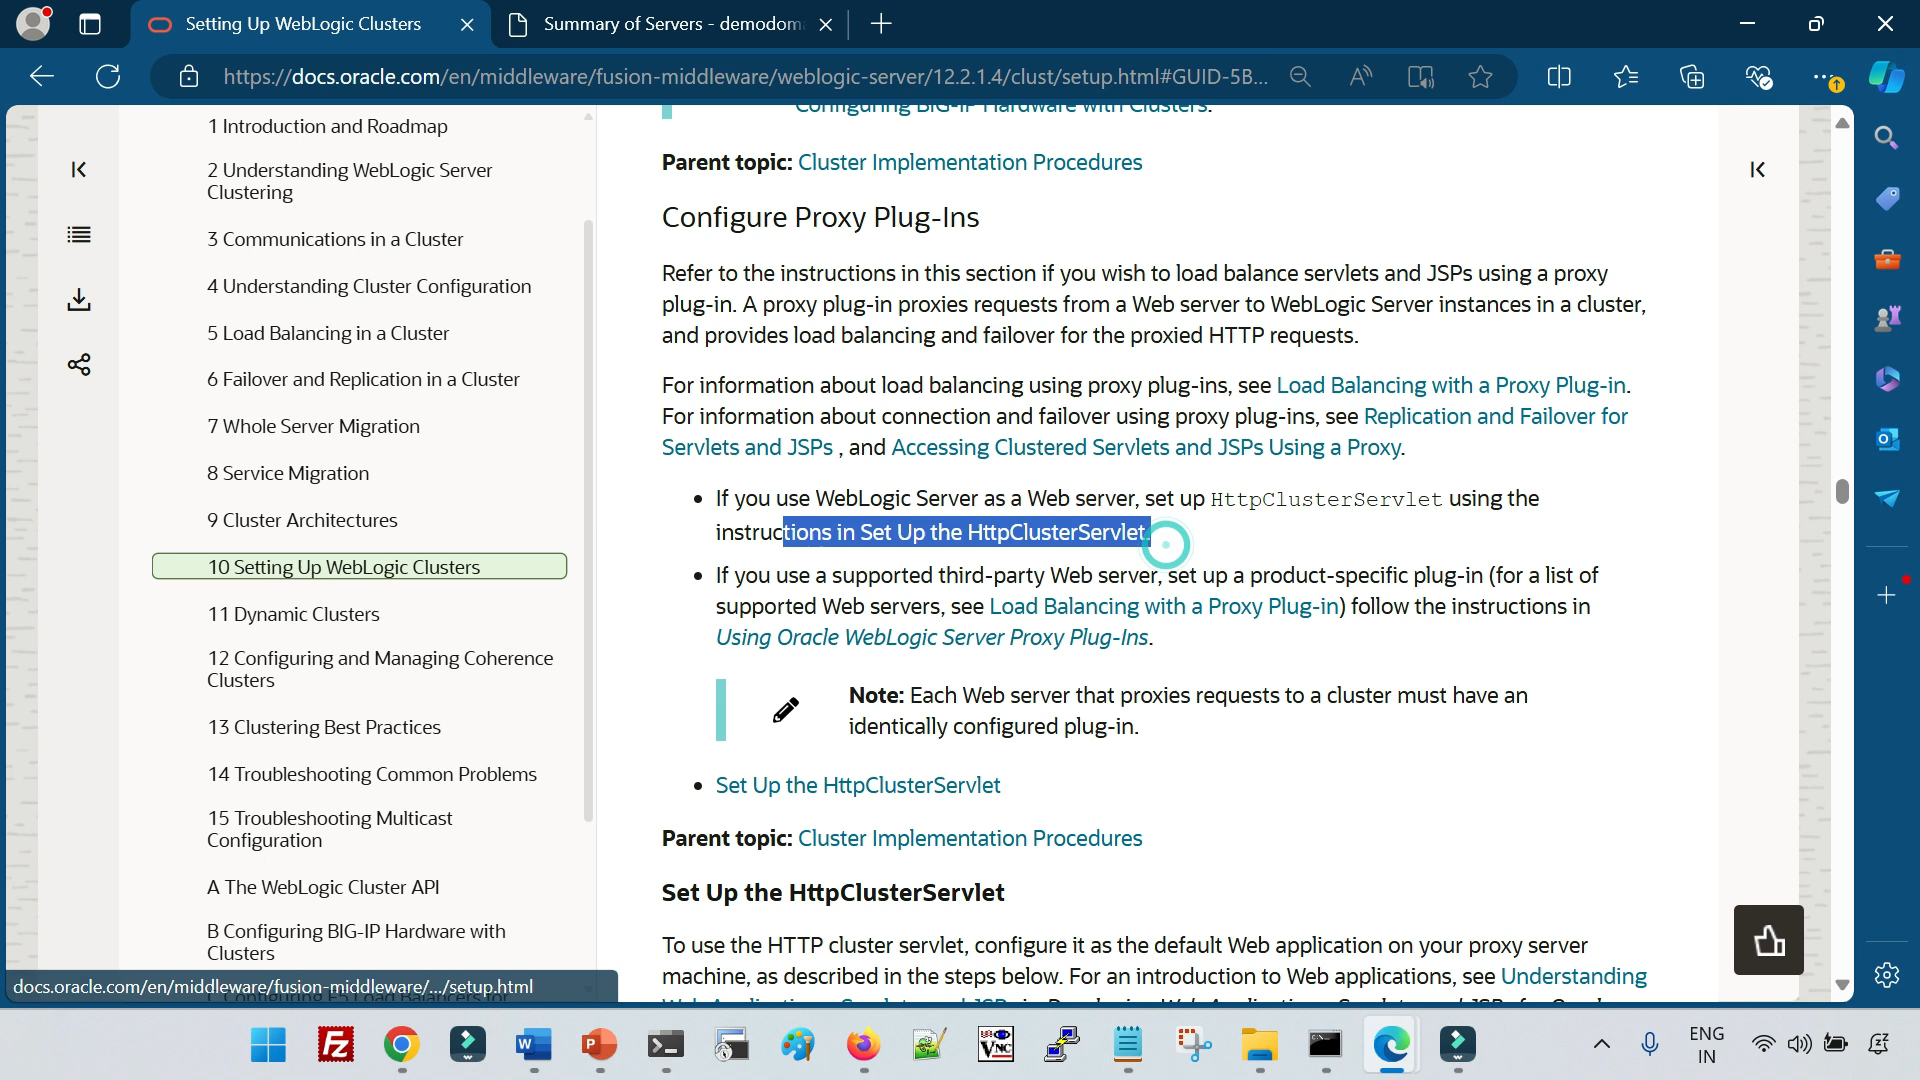 Setting Up WebLogic Clusters
Summary of Servers - demodom
https://docs.oracle.com/en/middleware/fusion-middleware/weblogic-server/12.2.1.4/clust/setup.html#GUID-5B...
1 Introduction and Roadmap
2 Understanding WebLogic Server
Clustering
3 Communications in a Cluster
4 Understanding Cluster Configuration
5 Load Balancing in a Cluster
6 Failover and Replication in a Cluster
7 Whole Server Migration
8 Service Migration
9 Cluster Architectures
10 Setting Up WebLogic Clusters
11 Dynamic Clusters
12 Configuring and Managing Coherence
Clusters
13 Clustering Best Practices
14 Troubleshooting Common Problems
15 Troubleshooting Multicast
Configuration
A The WebLogic Cluster API
B Configuring BIG-IP Hardware with
Clusters
docs.oracle.com/en/middleware/fusion-middleware/.../setup.html
Configuring BIG-IP Hardware with Clusters.
Parent topic: Cluster Implementation Procedures
Configure Proxy Plug-Ins
Refer to the instructions in this section if you wish to load balance servlets and JSPs using a proxy
plug-in. A proxy plug-in proxies requests from a Web server to WebLogic Server instances in a cluster,
and provides load balancing and failover for the proxied HTTP requests.
For information about load balancing using proxy plug-ins, see Load Balancing with a Proxy Plug-in.
For information about connection and failover using proxy plug-ins, see Replication and Failover for
Servlets and JSPs , and Accessing Clustered Servlets and JSPs Using a Proxy.
• If you use WebLogic Server as a Web server, set up HttpClusterServlet using the
instructions in Set Up the HttpClusterServlet.
• If you use a supported third-party Web server, set up a product-specific plug-in (for a list of
supported Web servers, see Load Balancing with a Proxy Plug-in) follow the instructions in
Using Oracle WebLogic Server Proxy Plug-Ins.
Note: Each Web server that proxies requests to a cluster must have an
identically configured plug-in.
• Set Up the HttpClusterServlet
Parent topic: Cluster Implementation Procedures
Set Up the HttpClusterServlet
To use the HTTP cluster servlet, configure it as the default Web application on your proxy server
machine, as described in the steps below. For an introduction to Web applications, see Understanding
ENG
IN